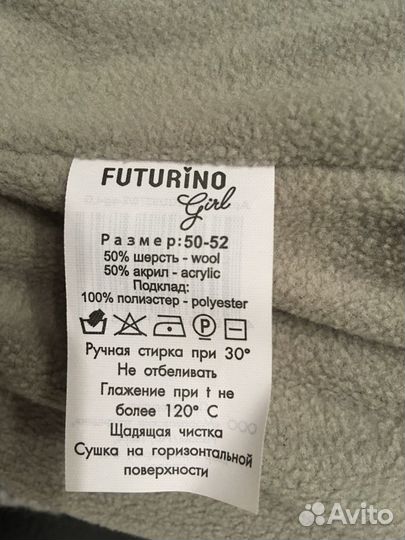 FUTURINO
Girl
Размер:50-52
50% шерсть - wool
50% акрил - acrylic
Подклад:
100% полиэстер - polyester
P
Ручная стирка при 30°
Не отбеливать
Глажение при t не
более 120° С
Щадящая чистка
Сушка на горизонтальной
поверхности
Avito